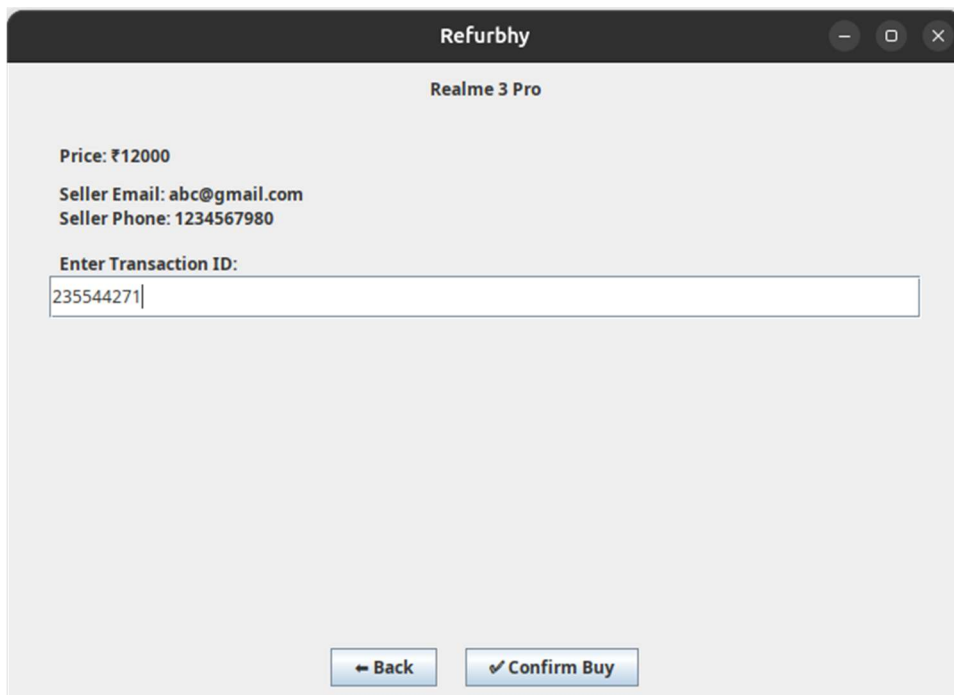 Refurbhy
Realme 3 Pro
Price: ₹12000
Seller Email: abc@gmail.com
Seller Phone: 1234567980
Enter Transaction ID:
235544271
⬅ Back
✔ Confirm Buy